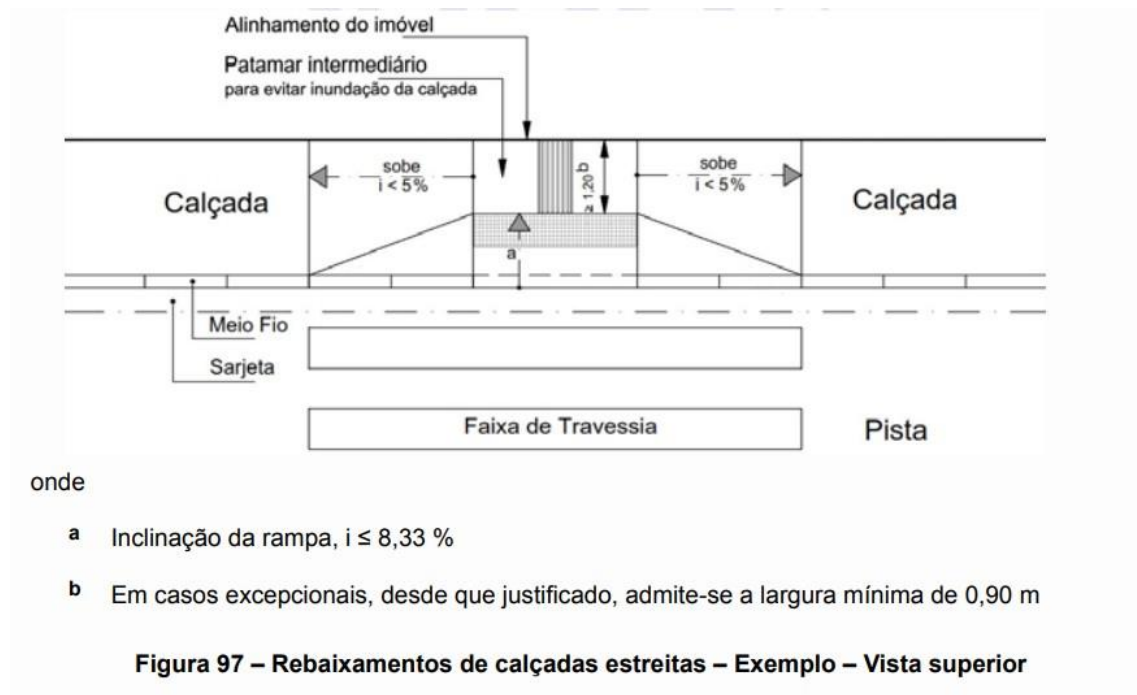 Alinhamento do imóvel
Patamar intermediário
para evitar inundação da calçada
sobe
i < 5%
≥ 1,20 b
sobe
i < 5%
Calçada
Calçada
a
Meio Fio
Sarjeta
Faixa de Travessia
Pista
onde
a Inclinação da rampa, i ≤ 8,33 %
b Em casos excepcionais, desde que justificado, admite-se a largura mínima de 0,90 m
Figura 97 – Rebaixamentos de calçadas estreitas – Exemplo – Vista superior